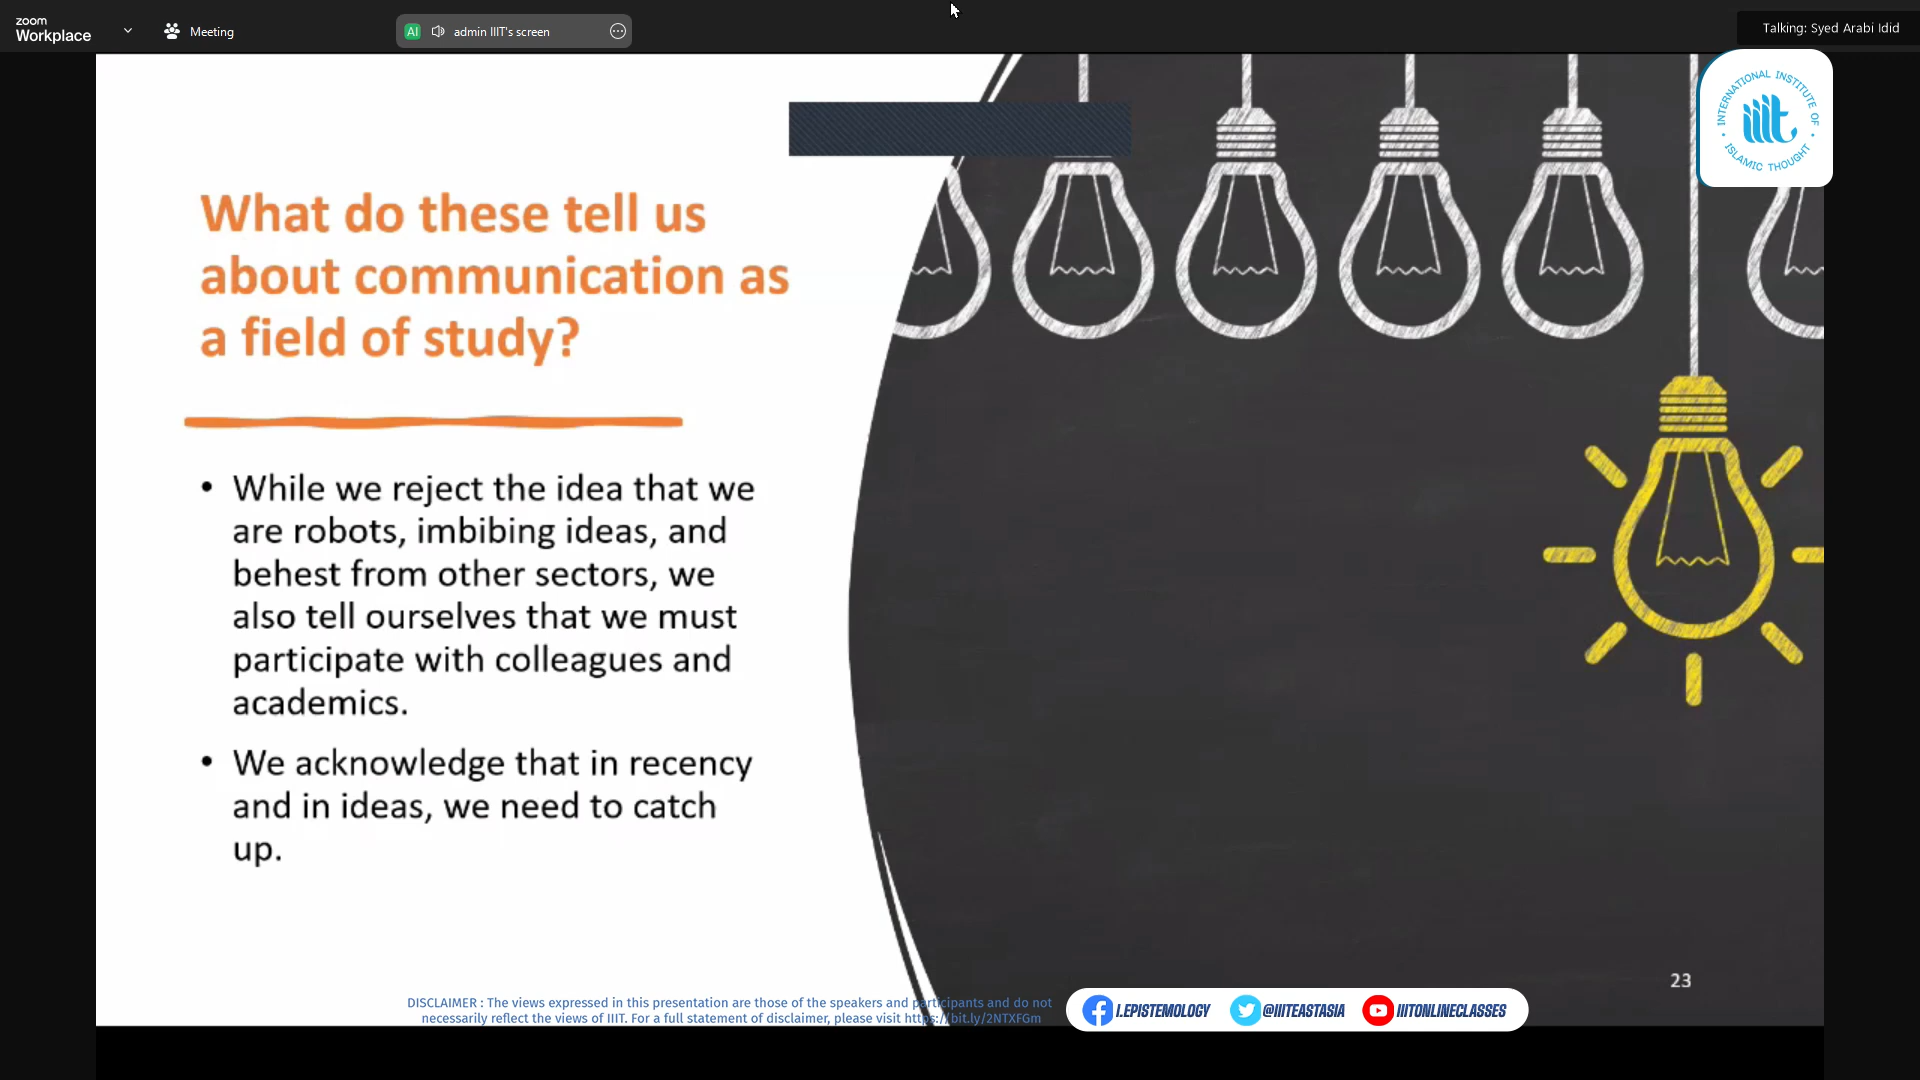 zoom
Workplace
Meeting
AI
admin IIIT's screen
Talking: Syed Arabi Idid
INTERNATIONAL INSTITUTE OF
iiit
ISLAMIC THOUGHT
What do these tell us
about communication as
a field of study?
• While we reject the idea that we
are robots, imbibing ideas, and
behest from other sectors, we
also tell ourselves that we must
participate with colleagues and
academics.
• We acknowledge that in recency
and in ideas, we need to catch
up.
23
DISCLAIMER : The views expressed in this presentation are those of the speakers and participants and do not
necessarily reflect the views of IIIT. For a full statement of disclaimer, please visit https://bit.ly/2NTXFGm
I.EPISTEMOLOGY
@IIITEASTASIA
IIITONLINECLASSES